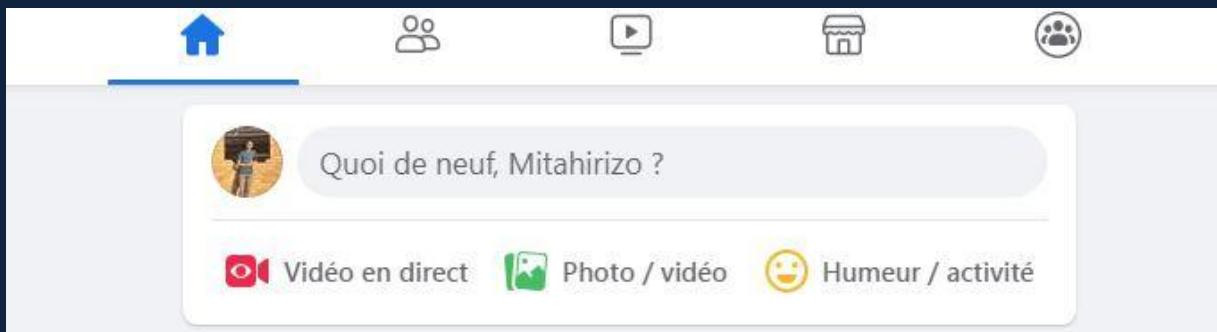 Quoi de neuf, Mitahirizo ?
Vidéo en direct Photo / vidéo Humeur / activité